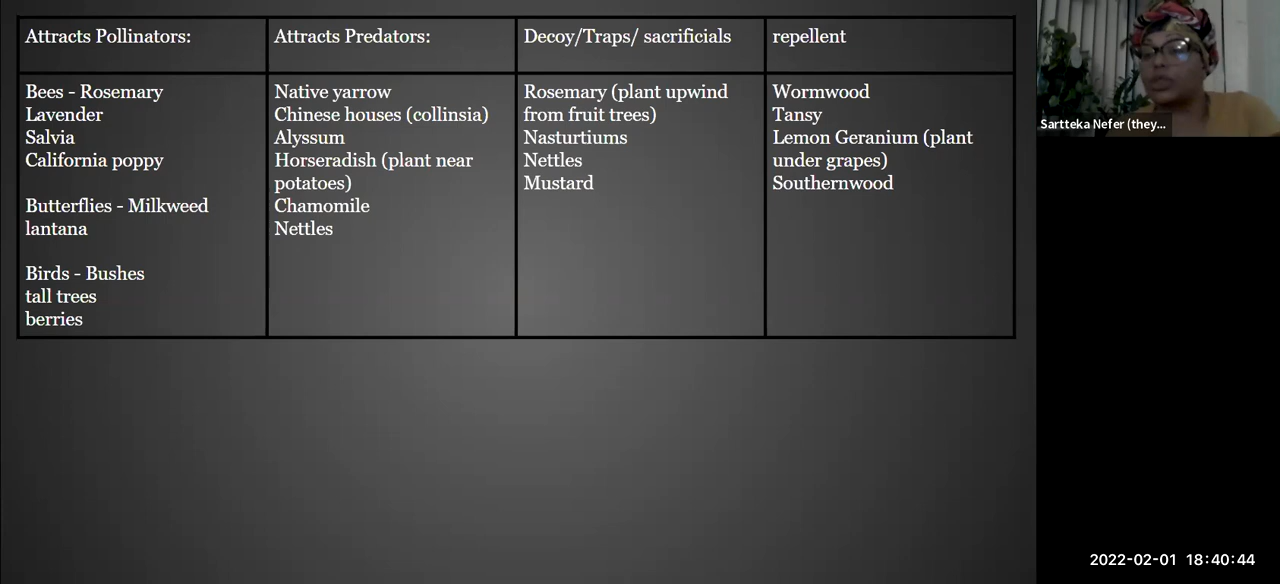 Attracts Pollinators:
Attracts Predators:
Decoy/Traps/ sacrificials
repellent
Bees - Rosemary
Lavender
Salvia
California poppy
Butterflies - Milkweed
lantana
Birds - Bushes
tall trees
berries
Native yarrow
Chinese houses (collinsia)
Alyssum
Horseradish (plant near
potatoes)
Chamomile
Nettles
Rosemary (plant upwind
from fruit trees)
Nasturtiums
Nettles
Mustard
Wormwood
Tansy
Lemon Geranium (plant
under grapes)
Southernwood
Sartteka Nefer (they...
2022-02-01 18:40:44